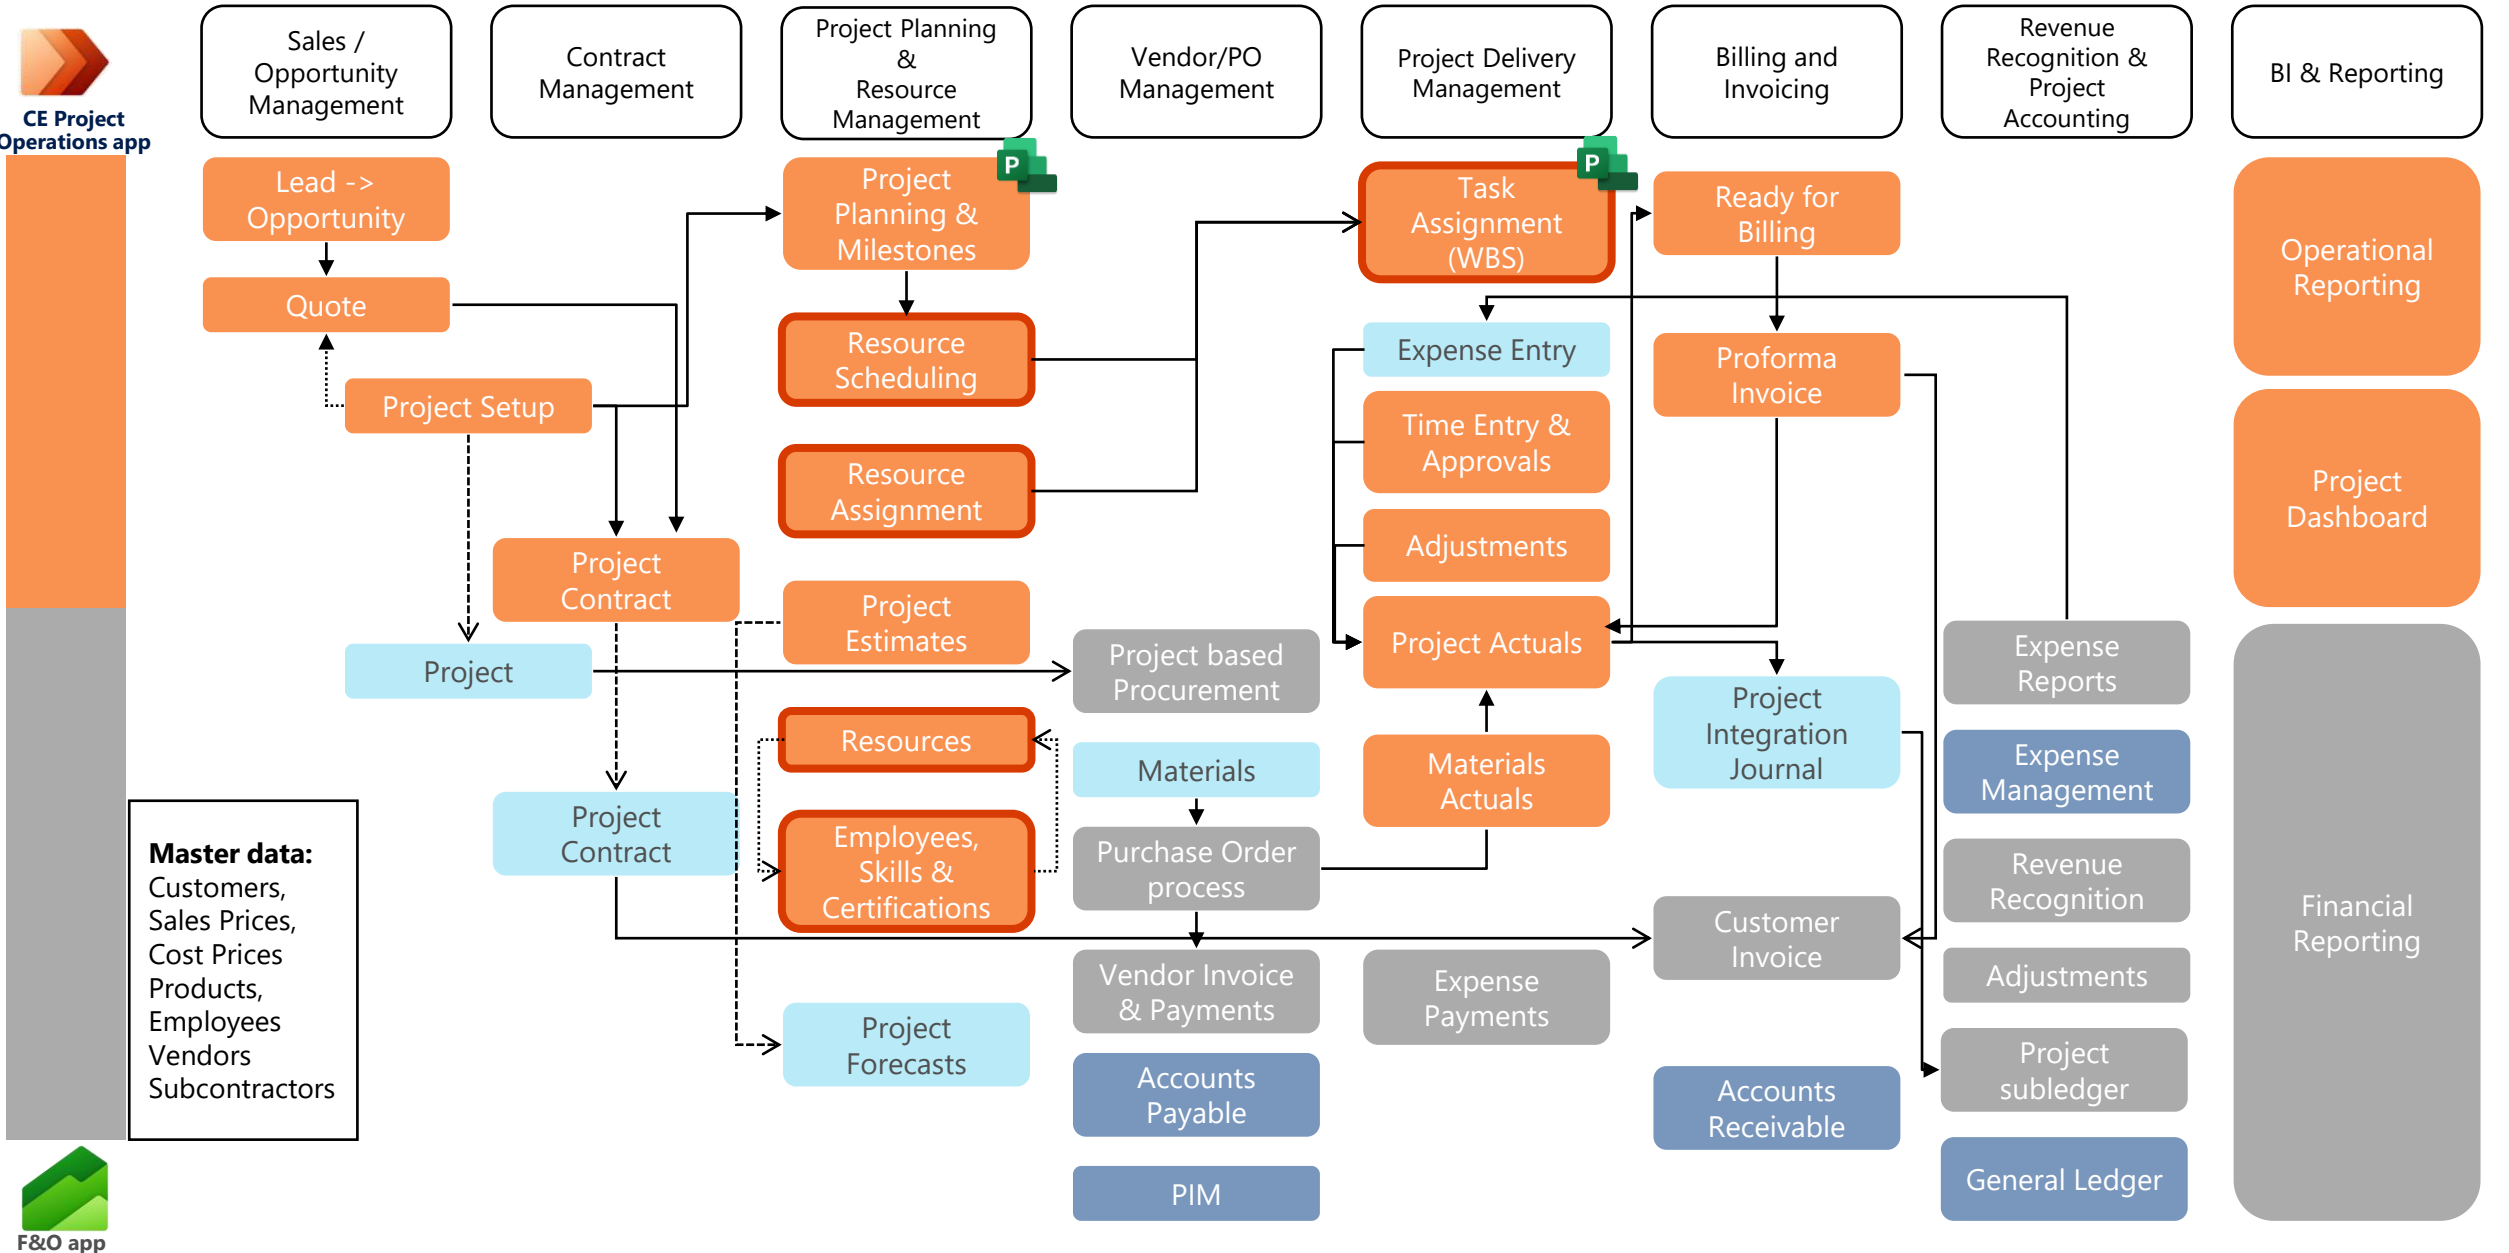 CE Project
Operations app
Sales /
Opportunity
Management
Contract
Management
Project Planning
&
Resource
Management
Vendor/PO
Management
Project Delivery
Management
Billing and
Invoicing
Revenue
Recognition &
Project
Accounting
BI & Reporting
Lead ->
Opportunity
Quote
Project Setup
Project
Project
Contract
Project
Contract
P
Project
Planning &
Milestones
Resource
Scheduling
Resource
Assignment
Project
Estimates
Resources
Employees,
Skills &
Certifications
Project
Forecasts
Project based
Procurement
Materials
Purchase Order
process
Vendor Invoice
& Payments
Accounts
Payable
PIM
P
Task
Assignment
(WBS)
Expense Entry
Time Entry &
Approvals
Adjustments
Project Actuals
Materials
Actuals
Expense
Payments
Ready for
Billing
Proforma
Invoice
Project
Integration
Journal
Customer
Invoice
Accounts
Receivable
Expense
Reports
Expense
Management
Revenue
Recognition
Adjustments
Project
subledger
General Ledger
Operational
Reporting
Project
Dashboard
Financial
Reporting
Master data:
Customers,
Sales Prices,
Cost Prices
Products,
Employees
Vendors
Subcontractors
F&O app